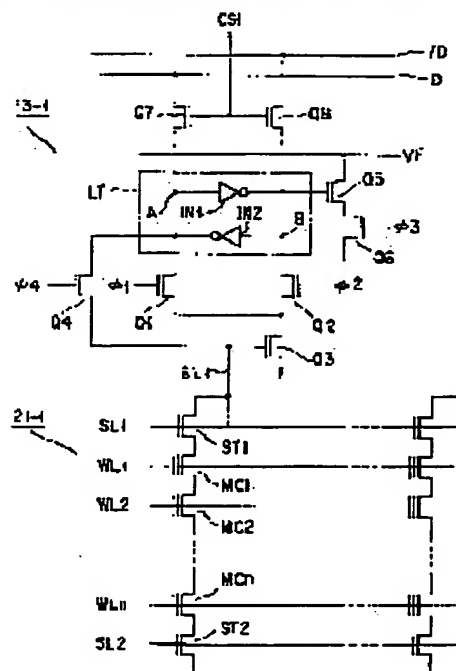 CS1
/D
D
13-1
Q7
Q8
VF
LT
Q5
A
IN1
IN2
B
φ3
Q6
φ4
φ1
φ2
Q4
Q1
Q2
Q3
BL1
21-1
SL1
ST1
WL1
MC1
WL2
MC2
MCn
WLn
SL2
ST2